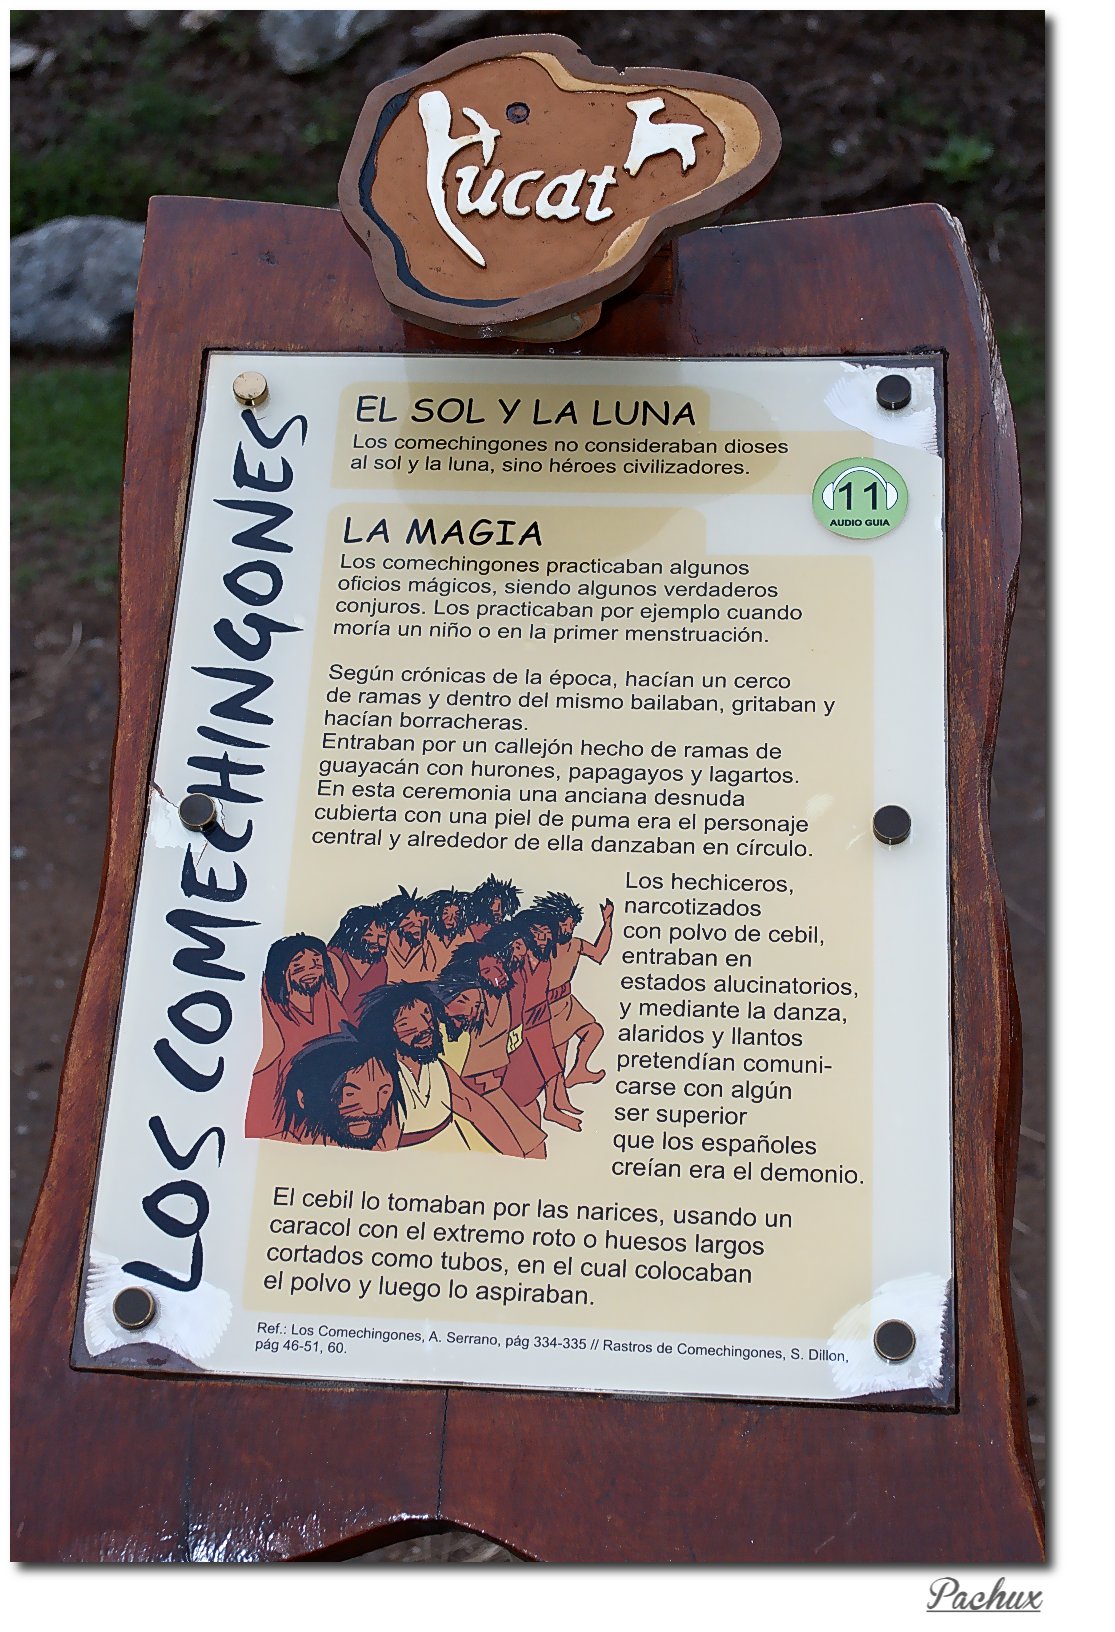 Yucat
LOS COMECHINGONES
EL SOL Y LA LUNA
Los comechingones no consideraban dioses
al sol y la luna, sino héroes civilizadores.
11
AUDIO GUIA
LA MAGIA
Los comechingones practicaban algunos
oficios mágicos, siendo algunos verdaderos
conjuros. Los practicaban por ejemplo cuando
moría un niño o en la primer menstruación.
Según crónicas de la época, hacían un cerco
de ramas y dentro del mismo bailaban, gritaban y
hacían borracheras.
Entraban por un callejón hecho de ramas de
guayacán con hurones, papagayos y lagartos.
En esta ceremonia una anciana desnuda
cubierta con una piel de puma era el personaje
central y alrededor de ella danzaban en círculo.
Los hechiceros,
narcotizados
con polvo de cebil,
entraban en
estados alucinatorios,
y mediante la danza,
alaridos y llantos
pretendían comuni-
carse con algún
ser superior
que los españoles
creían era el demonio.
El cebil lo tomaban por las narices, usando un
caracol con el extremo roto o huesos largos
cortados como tubos, en el cual colocaban
el polvo y luego lo aspiraban.
Ref.: Los Comechingones, A. Serrano, pág 334-335 // Rastros de Comechingones, S. Dillon,
pág 46-51, 60.
Pachux